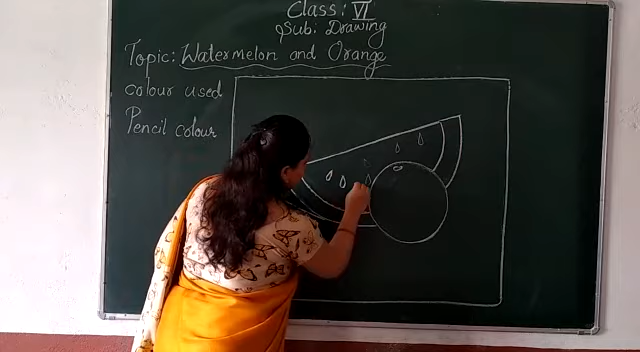 Class: VI
Sub: Drawing
Topic: Watermelon and Orange
colour used
Pencil colour